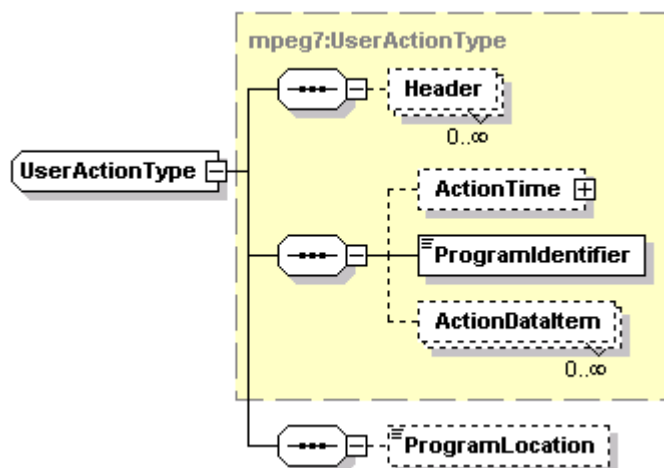 mpeg7:UserActionType
Header
0..∞
UserActionType
ActionTime
ProgramIdentifier
ActionDataItem
0..∞
ProgramLocation